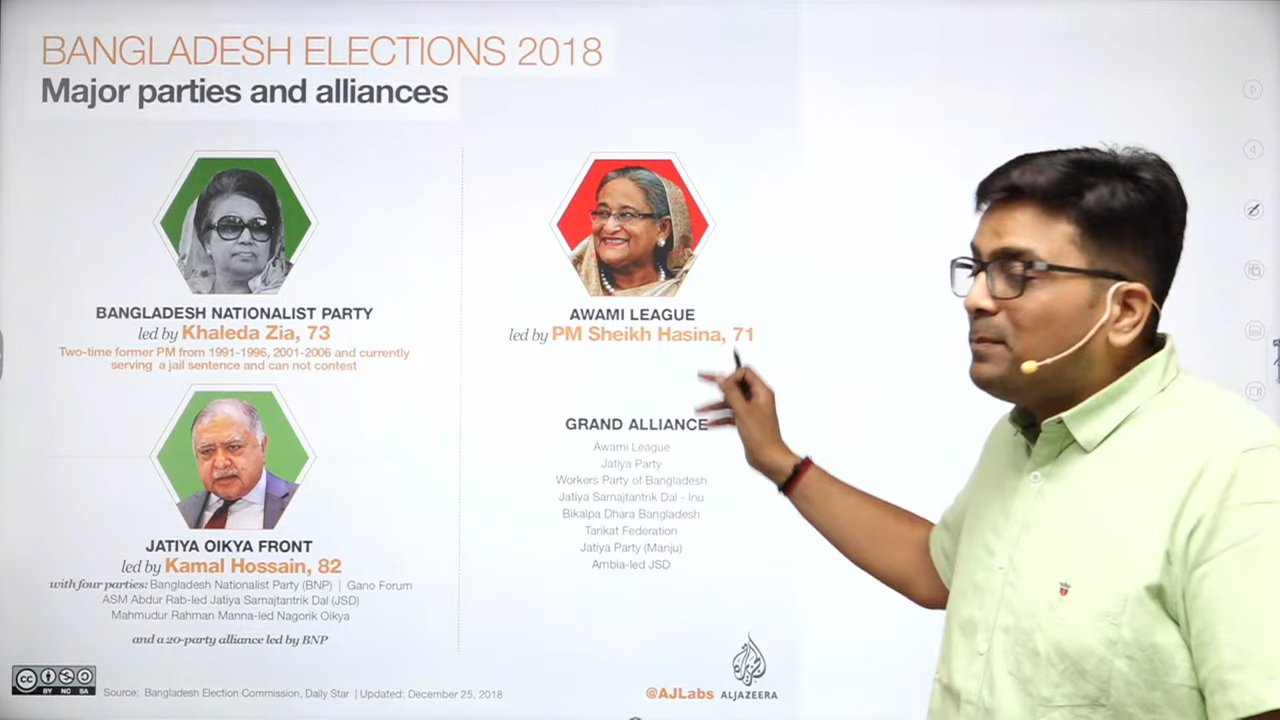 BANGLADESH ELECTIONS 2018
Major parties and alliances
BANGLADESH NATIONALIST PARTY
led by Khaleda Zia, 73
Two-time former PM from 1991-1996, 2001-2006 and currently
serving a jail sentence and can not contest
JATIYA OIKYA FRONT
led by Kamal Hossain, 82
with four parties: Bangladesh Nationalist Party (BNP) | Gano Forum
ASM Abdur Rab-led Jatiya Samajtantrik Dal (JSD)
Mahmudur Rahman Manna-led Nagorik Oikya
and a 20-party alliance led by BNP
AWAMI LEAGUE
led by PM Sheikh Hasina, 71
GRAND ALLIANCE
Awami League
Jatiya Party
Workers Party of Bangladesh
Jatiya Samajtantrik Dal - Inu
Bikalpa Dhara Bangladesh
Tarikat Federation
Jatiya Party (Manju)
Ambia-led JSD
CC BY NC SA
Source: Bangladesh Election Commission, Daily Star | Updated: December 25, 2018
@AJLabs ALJAZEERA